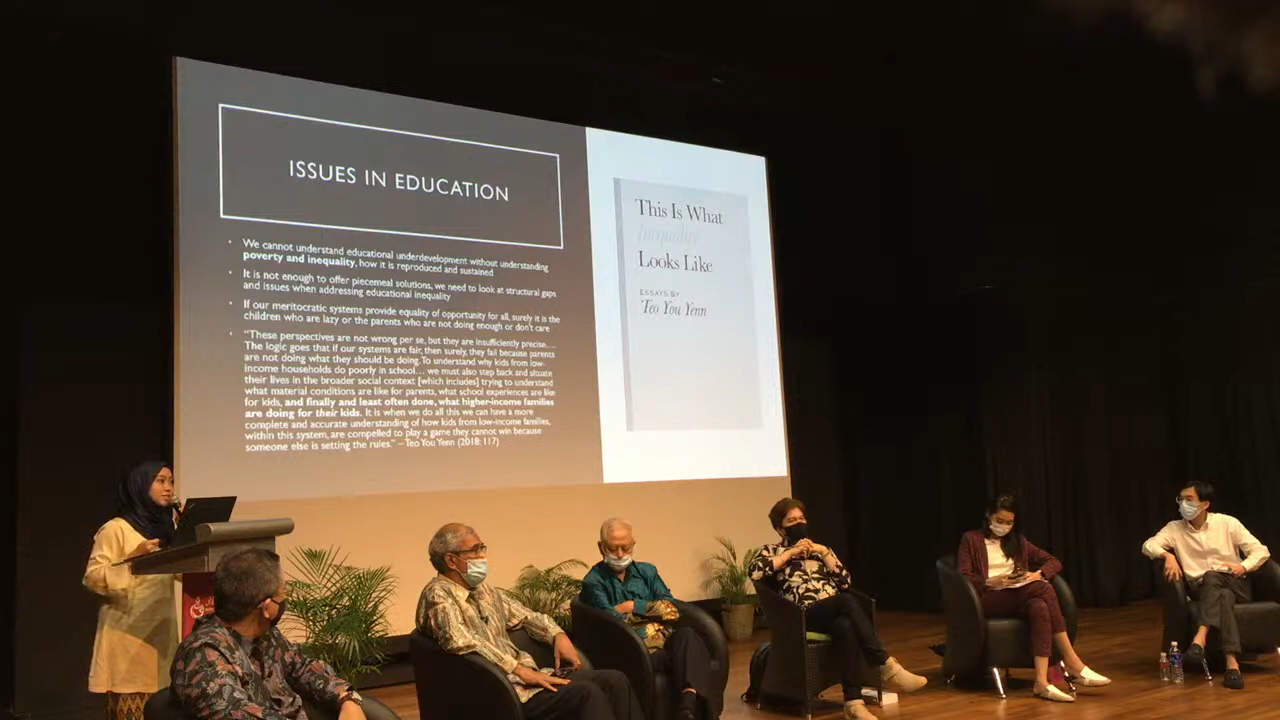 ISSUES IN EDUCATION
We cannot understand educational underdevelopment without understanding
poverty and inequality, how it is reproduced and sustained
It is not enough to offer piecemeal solutions, we need to look at structural gaps
and issues when addressing educational inequality
If our meritocratic systems provide equality of opportunity for all, surely it is the
children who are lazy or the parents who are not doing enough or don't care
"These perspectives are not wrong per se, but they are insufficiently precise....
The logic goes that if our systems are fair, then surely, they fail because parents
are not doing what they should be doing. To understand why kids from low-
income households do poorly in school... we must also step back and situate
their lives in the broader social context [which includes] trying to understand
what material conditions are like for parents, what school experiences are like
for kids, and finally and least often done, what higher-income families
are doing for their kids. It is when we do all this we can have a more
complete and accurate understanding of how kids from low-income families,
within this system, are compelled to play a game they cannot win because
someone else is setting the rules." – Teo You Yenn (2018: 117)
This Is What
Inequality
Looks Like
ESSAYS BY
Teo You Yenn